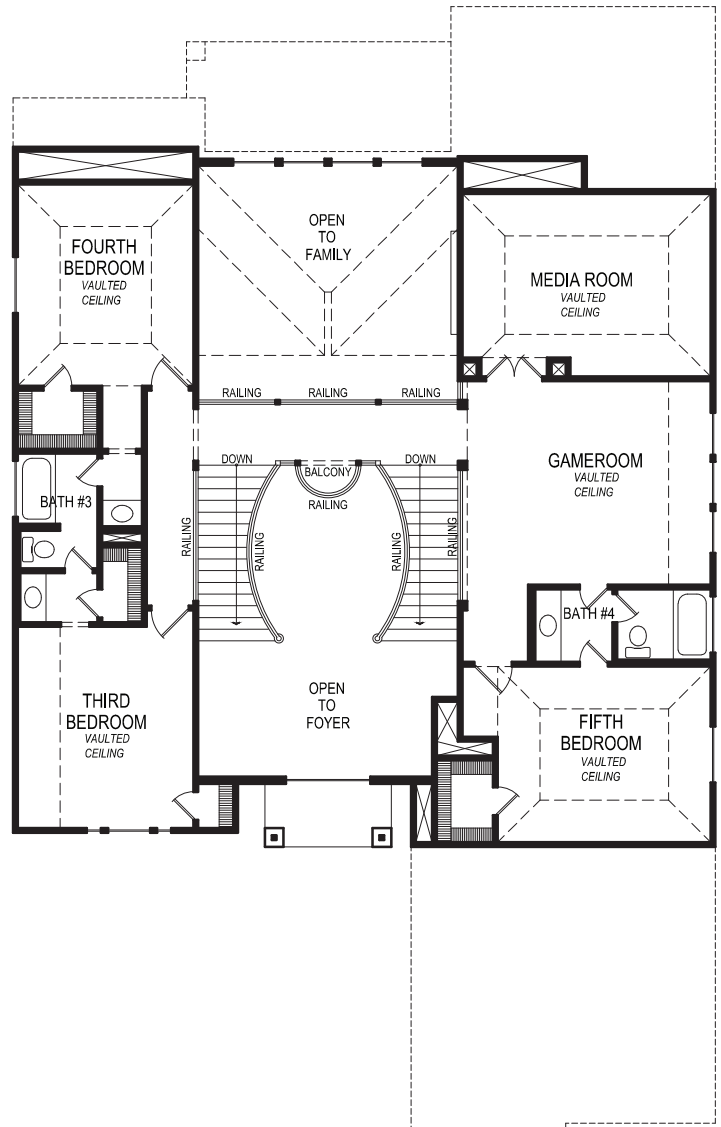 OPEN
TO
FAMILY
FOURTH
BEDROOM
VAULTED
CEILING
MEDIA ROOM
VAULTED
CEILING
RAILING
RAILING
RAILING
DOWN
BALCONY
DOWN
RAILING
GAMEROOM
VAULTED
CEILING
BATH #3
RAILING
RAILING
RAILING
RAILING
BATH #4
OPEN
TO
FOYER
THIRD
BEDROOM
VAULTED
CEILING
FIFTH
BEDROOM
VAULTED
CEILING